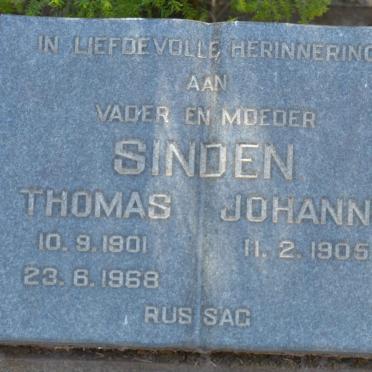 IN LIEFDEVOLLE HERINNERING
AAN
VADER EN MOEDER
SINDEN
THOMAS JOHANN
10.9.1901 11.2.1905
23.6.1968
RUS SAG